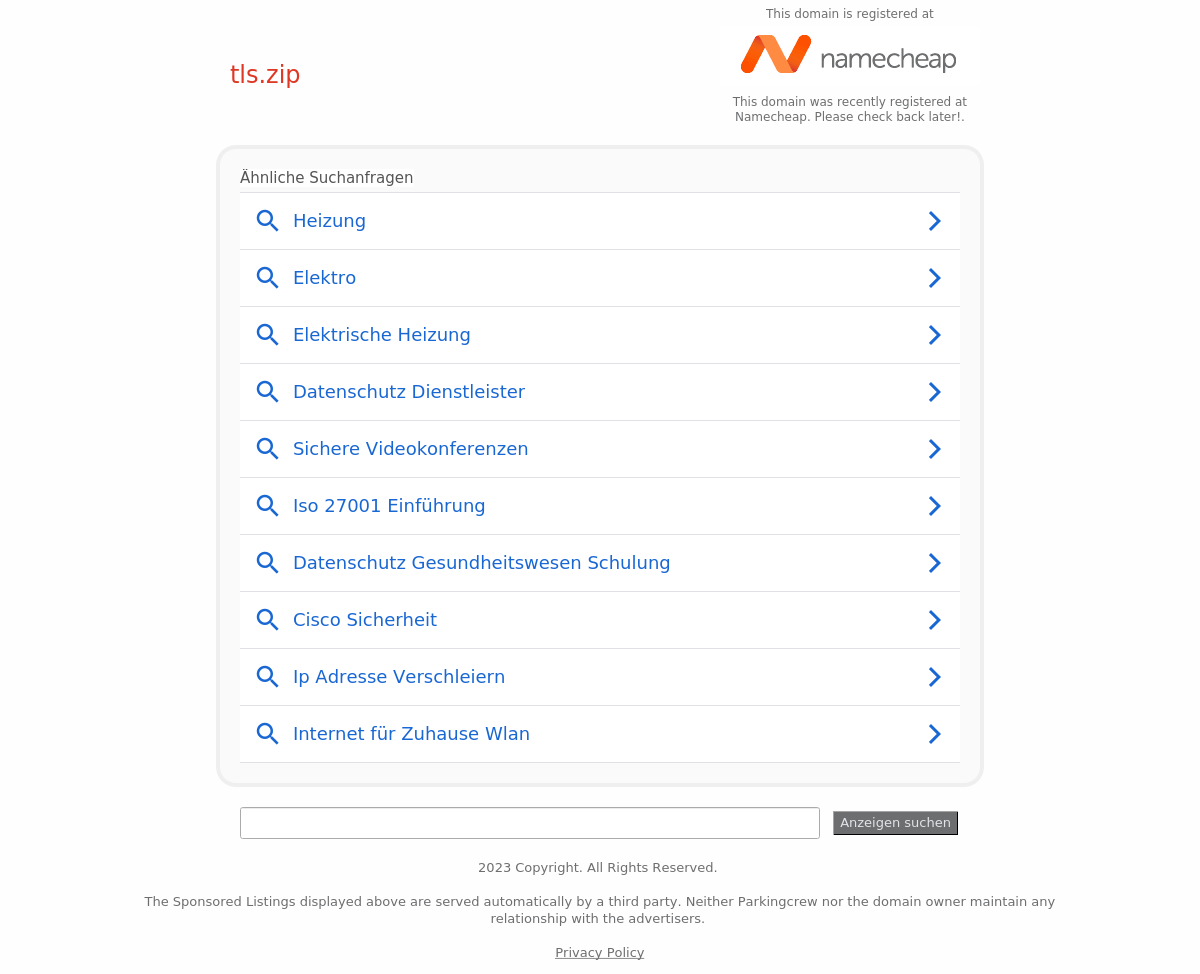 This domain is registered at
namecheap
tls.zip
This domain was recently registered at
Namecheap. Please check back later!.
Ähnliche Suchanfragen
Heizung
Elektro
Elektrische Heizung
Datenschutz Dienstleister
Sichere Videokonferenzen
Iso 27001 Einführung
Datenschutz Gesundheitswesen Schulung
Cisco Sicherheit
Ip Adresse Verschleiern
Internet für Zuhause Wlan
Anzeigen suchen
2023 Copyright. All Rights Reserved.
The Sponsored Listings displayed above are served automatically by a third party. Neither Parkingcrew nor the domain owner maintain any
relationship with the advertisers.
Privacy Policy